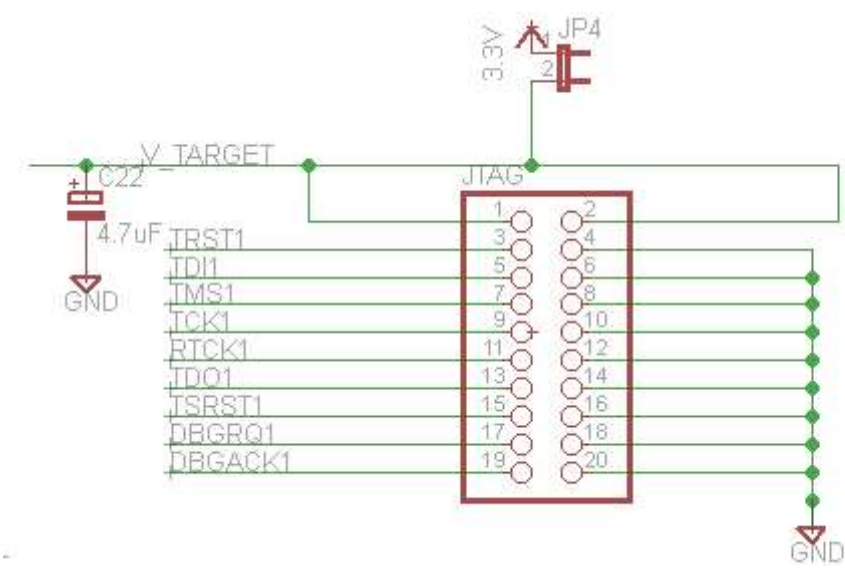 JP4
1
2
3.3V
V_TARGET
C22
+
4.7uF
GND
JTAG
1 2
TRST1 3 4
TDI1 5 6
TMS1 7 8
TCK1 9 10
RTCK1 11 12
TDO1 13 14
TSRST1 15 16
DBGRQ1 17 18
DBGACK1 19 20
GND